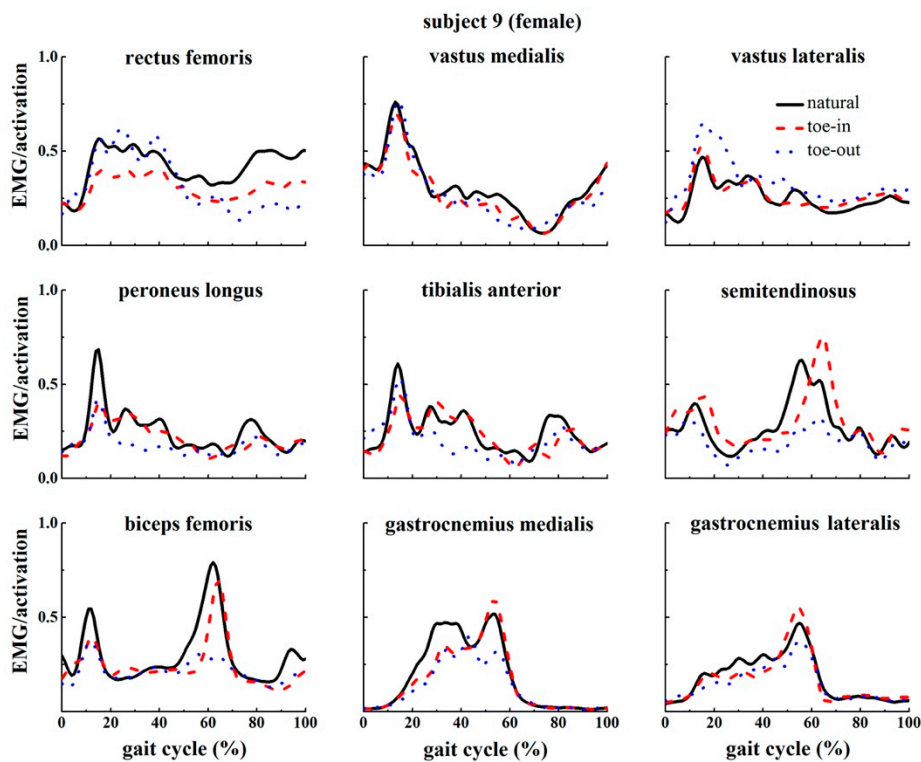 subject 9 (female)
rectus femoris
vastus medialis
vastus lateralis
1.0
0.5
0.0
EMG/activation
natural
toe-in
toe-out
peroneus longus
tibialis anterior
semitendinosus
1.0
0.5
0.0
EMG/activation
biceps femoris
gastrocnemius medialis
gastrocnemius lateralis
1.0
0.5
EMG/activation
0 20 40 60 80 100
0 20 40 60 80 100
0 20 40 60 80 100
gait cycle (%)
gait cycle (%)
gait cycle (%)